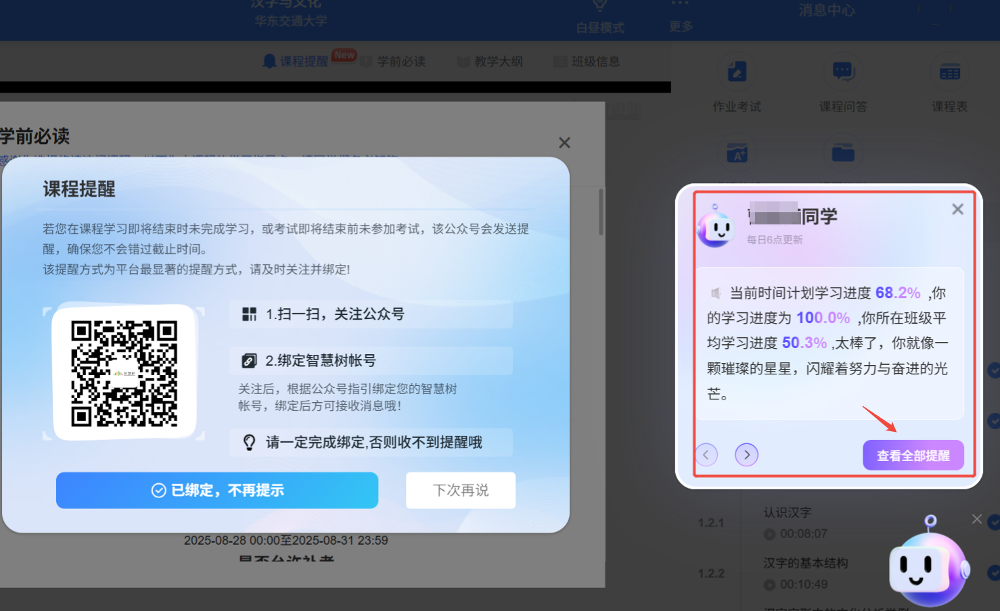 汉字与文化
华东交通大学
白昼模式
更多
消息中心
课程提醒
New
学前必读
教学大纲
班级信息
作业考试
课程问答
课程表
学前必读
课程提醒
若您在课程学习即将结束时未完成学习，或考试即将结束前未参加考试，该公众号会发送提
醒，确保您不会错过截止时间。
该提醒方式为平台最显著的提醒方式，请及时关注并绑定!
1.扫一扫，关注公众号
2.绑定智慧树帐号
关注后，根据公众号指引绑定您的智慧树
帐号，绑定后方可接收消息哦!
请一定完成绑定,否则收不到提醒哦
已绑定，不再提示
下次再说
2025-08-28 00:00至2025-08-31 23:59
是否允许补考
同学
每日6点更新
当前时间计划学习进度 68.2% ,你
的学习进度为 100.0% ,你所在班级平
均学习进度 50.3% ,太棒了，你就像一
颗璀璨的星星，闪耀着努力与奋进的光
芒。
查看全部提醒
1.2.1
认识汉字
00:08:07
1.2.2
汉字的基本结构
00:10:49